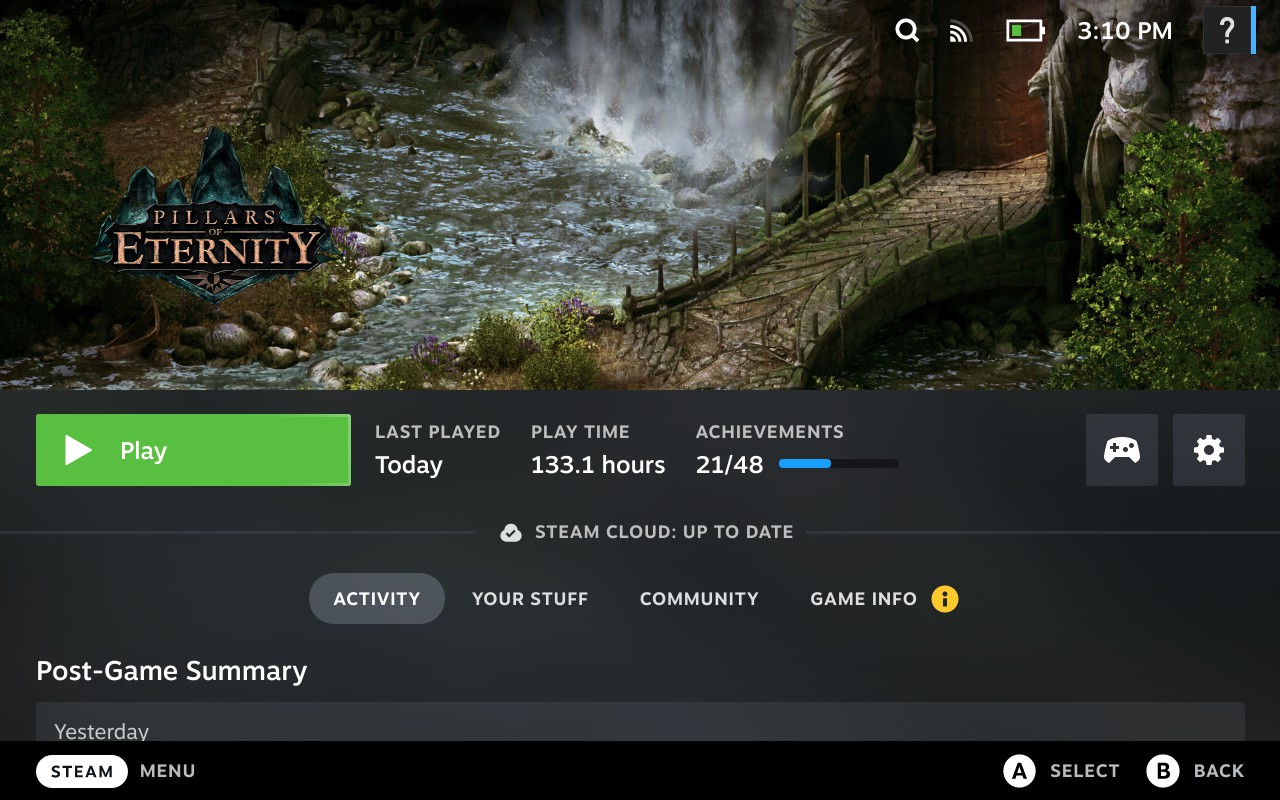 3:10 PM
?
PILLARS
OF
ETERNITY
Play
LAST PLAYED
Today
PLAY TIME
133.1 hours
ACHIEVEMENTS
21/48
STEAM CLOUD: UP TO DATE
ACTIVITY
YOUR STUFF
COMMUNITY
GAME INFO
i
Post-Game Summary
Yesterday
STEAM MENU
A SELECT B BACK